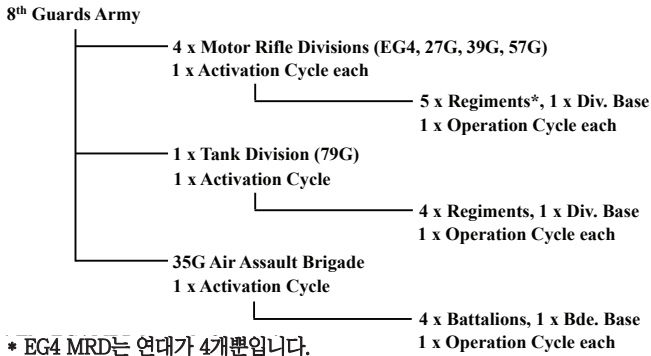 8th Guards Army
4 x Motor Rifle Divisions (EG4, 27G, 39G, 57G)
1 x Activation Cycle each
5 x Regiments*, 1 x Div. Base
1 x Operation Cycle each
1 x Tank Division (79G)
1 x Activation Cycle
4 x Regiments, 1 x Div. Base
1 x Operation Cycle each
35G Air Assault Brigade
1 x Activation Cycle
4 x Battalions, 1 x Bde. Base
1 x Operation Cycle each
* EG4 MRD는 연대가 4개뿐입니다.